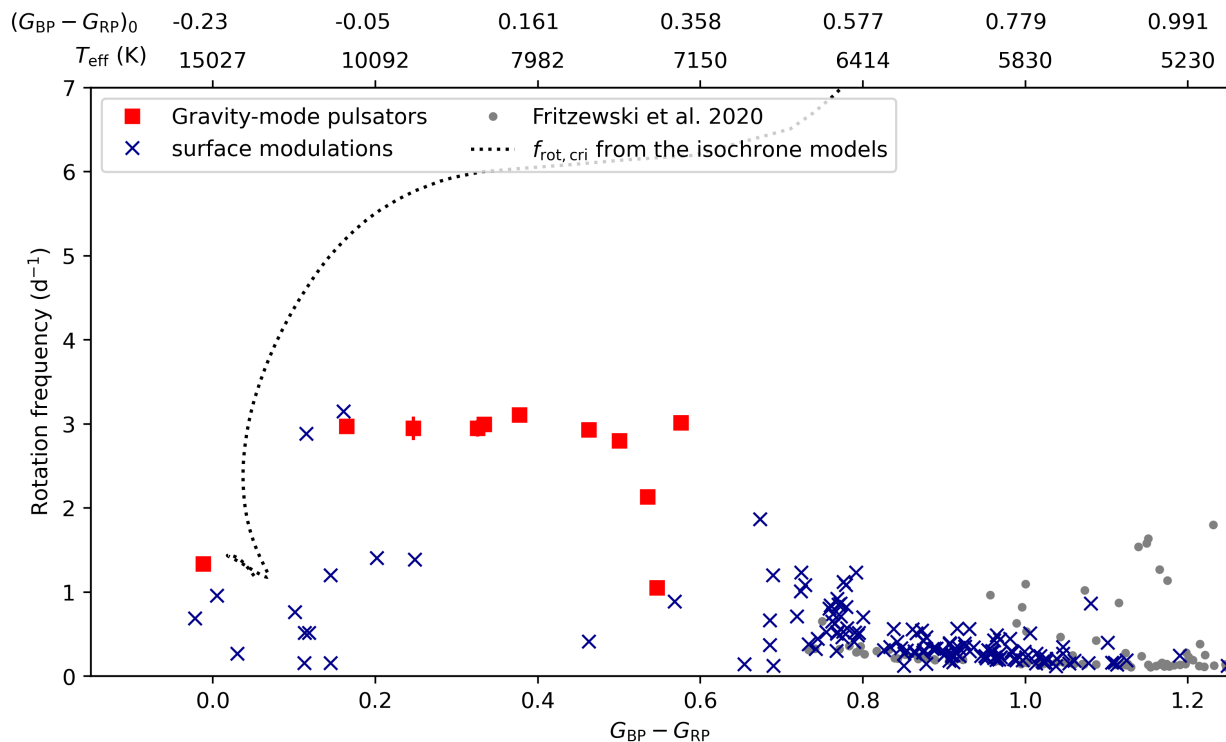 (G_BP − G_RP)_0 -0.23 -0.05 0.161 0.358 0.577 0.779 0.991
T_eff (K) 15027 10092 7982 7150 6414 5830 5230
7
Gravity-mode pulsators Fritzewski et al. 2020
surface modulations f_rot, cri from the isochrone models
6
5
4
3
2
1
0
Rotation frequency (d⁻¹)
0.0 0.2 0.4 0.6 0.8 1.0 1.2
G_BP − G_RP